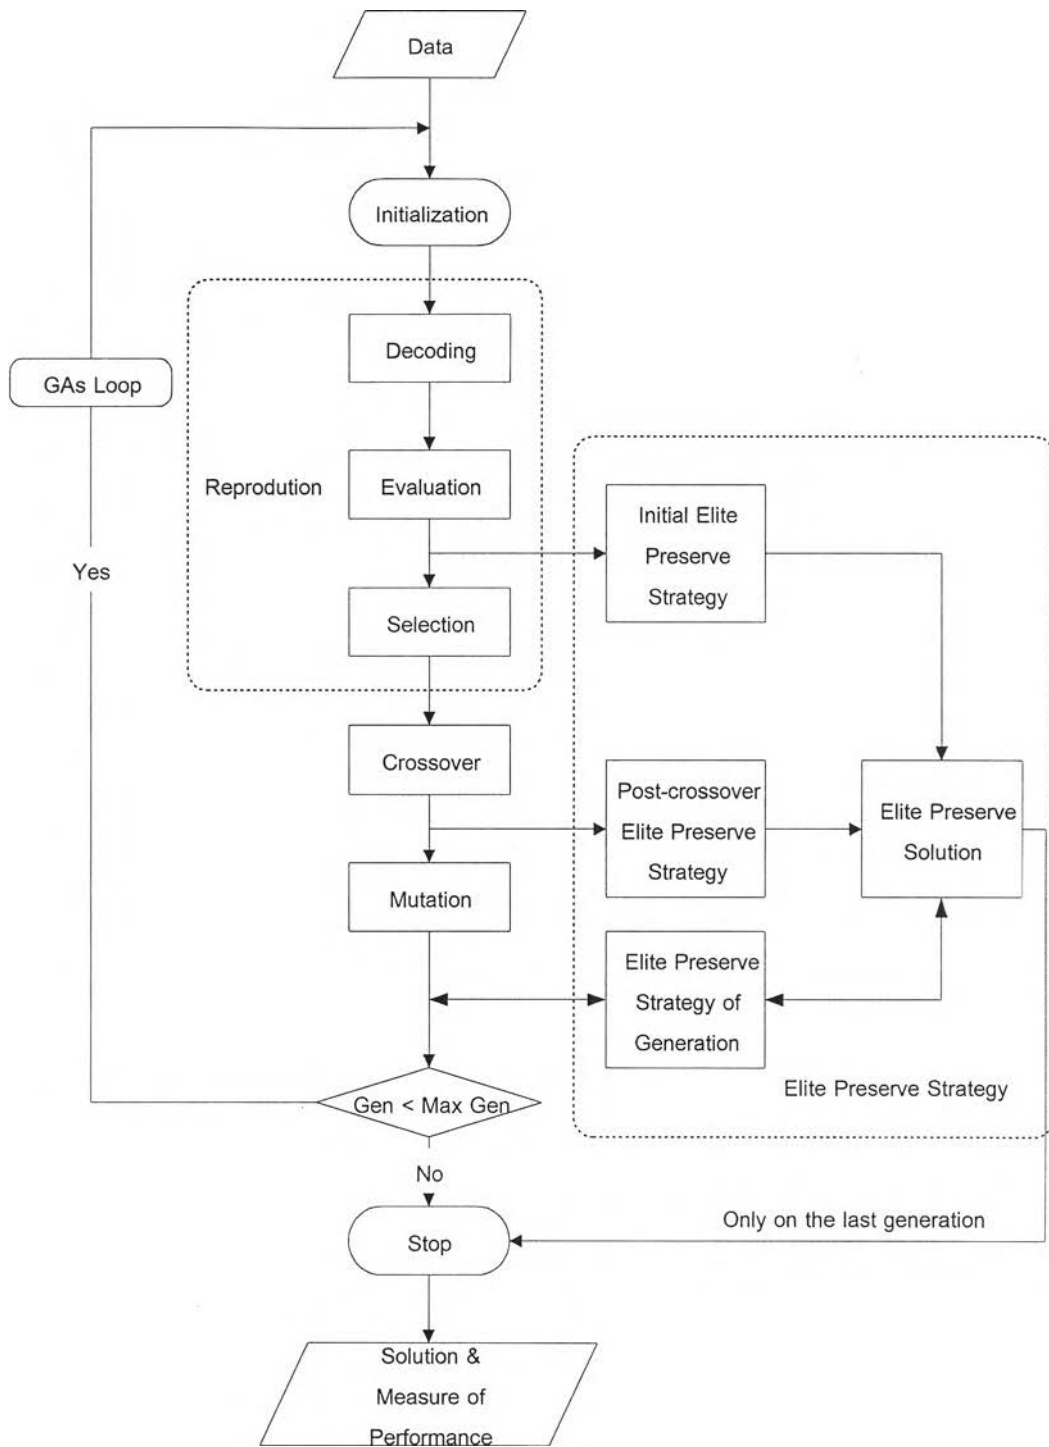 Data
Initialization
Decoding
GAs Loop
Reprodution
Evaluation
Initial Elite
Preserve
Strategy
Yes
Selection
Crossover
Post-crossover
Elite Preserve
Strategy
Elite Preserve
Solution
Mutation
Elite Preserve
Strategy of
Generation
Elite Preserve Strategy
Gen < Max Gen
No
Only on the last generation
Stop
Solution &
Measure of
Performance